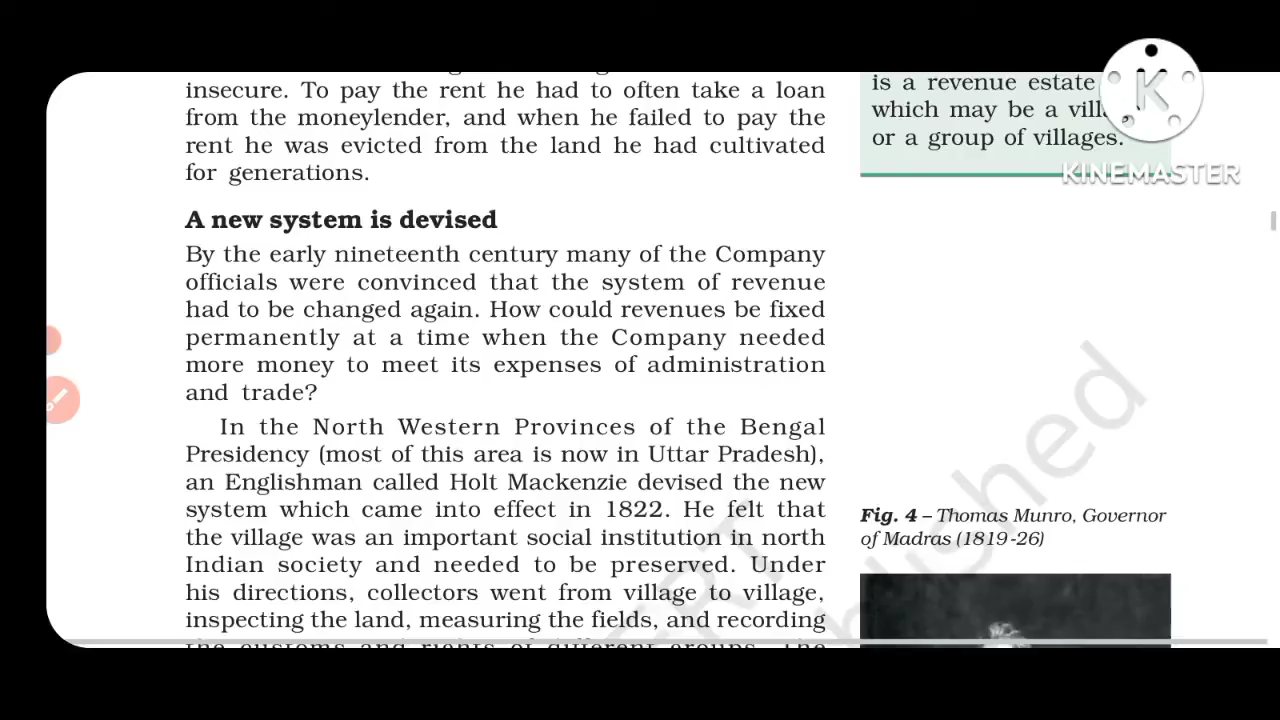 insecure. To pay the rent he had to often take a loan
from the moneylender, and when he failed to pay the
rent he was evicted from the land he had cultivated
for generations.
A new system is devised
By the early nineteenth century many of the Company
officials were convinced that the system of revenue
had to be changed again. How could revenues be fixed
permanently at a time when the Company needed
more money to meet its expenses of administration
and trade?
In the North Western Provinces of the Bengal
Presidency (most of this area is now in Uttar Pradesh),
an Englishman called Holt Mackenzie devised the new
system which came into effect in 1822. He felt that
the village was an important social institution in north
Indian society and needed to be preserved. Under
his directions, collectors went from village to village,
inspecting the land, measuring the fields, and recording
the customs and rights of different groups. The
is a revenue estate
which may be a
or a group of villages.
K
KINEMASTER
Fig. 4 – Thomas Munro, Governor
of Madras (1819-26)